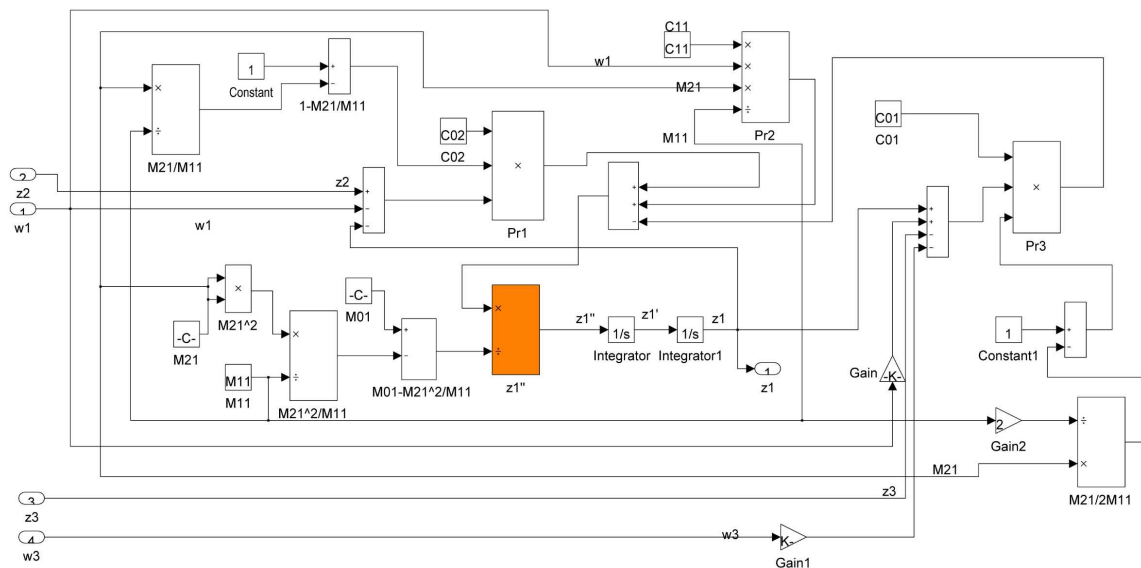 C11
C11
w1
1
Constant
1-M21/M11
M21
M21/M11
C02
C02
M11
Pr2
C01
C01
2
z2
z2
1
w1
w1
Pr1
Pr3
M21^2
-C-
M01
-C-
M21
M11
M11
M21^2/M11
M01-M21^2/M11
z1''
z1''
1/s
Integrator
z1'
1/s
Integrator1
z1
1
z1
Gain
-K-
1
Constant1
2
Gain2
M21
M21/2M11
3
z3
z3
4
w3
w3
K-
Gain1